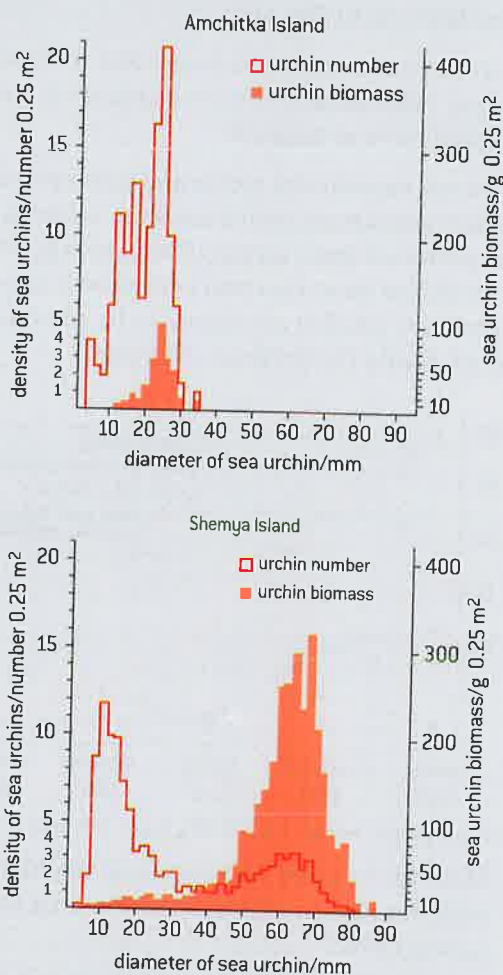 Amchitka Island
20
15
10
5
4
3
2
1
density of sea urchins/number 0.25 m²
urchin number
urchin biomass
400
300
200
100
50
10
sea urchin biomass/g 0.25 m²
10 20 30 40 50 60 70 80 90
diameter of sea urchin/mm
Shemya Island
20
15
10
5
4
3
2
1
density of sea urchins/number 0.25 m²
urchin number
urchin biomass
400
300
200
100
50
10
sea urchin biomass/g 0.25 m²
10 20 30 40 50 60 70 80 90
diameter of sea urchin/mm